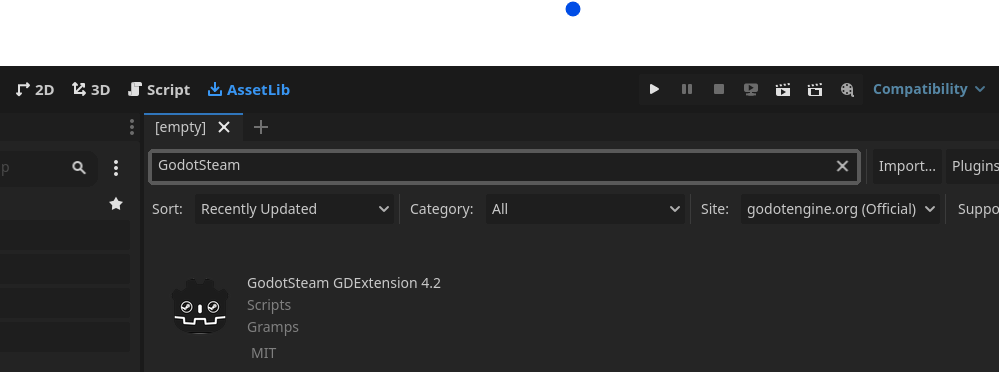 2D 3D Script AssetLib Compatibility
[empty]
p GodotSteam Import... Plugins
Sort: Recently Updated Category: All Site: godotengine.org (Official) Suppo
GodotSteam GDExtension 4.2
Scripts
Gramps
MIT